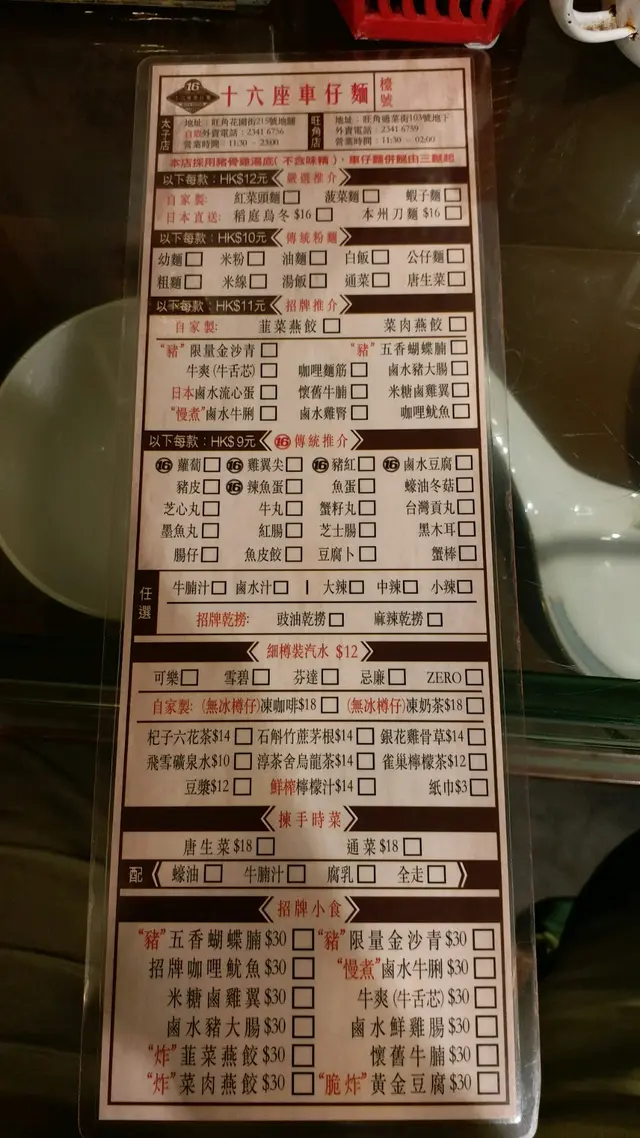 16
十六座車仔麵
檯號
太子店
地址：旺角花園街215號地舖
自取外賣電話：2341 6756
營業時間：11:30 - 23:00
旺角店
地址：旺角通菜街103號地下
外賣電話：2341 6759
營業時間：11:30 - 02:00
本店採用豬骨雞湯底（不含味精），車仔麵併餸由三餸起
以下每款：HK$12元 嚴選推介
自家製： 紅菜頭麵 菠菜麵 蝦子麵
日本直送： 稻庭烏冬$16 本州刀麵$16
以下每款：HK$10元 傳統粉麵
幼麵 米粉 油麵 白飯 公仔麵
粗麵 米線 湯飯 通菜 唐生菜
以下每款：HK$11元 招牌推介
自家製： 韮菜燕餃 菜肉燕餃
“豬”限量金沙青 “豬”五香蝴蝶腩
牛爽(牛舌芯) 咖哩麵筋 鹵水豬大腸
日本鹵水流心蛋 懷舊牛腩 米糖鹵雞翼
“慢煮”鹵水牛脷 鹵水雞腎 咖哩魷魚
以下每款：HK$9元 16 傳統推介
16 蘿蔔 16 雞翼尖 16 豬紅 16 鹵水豆腐
豬皮 16 辣魚蛋 魚蛋 蠔油冬菇
芝心丸 牛丸 蟹籽丸 台灣貢丸
墨魚丸 紅腸 芝士腸 黑木耳
腸仔 魚皮餃 豆腐卜 蟹棒
任選
牛腩汁 鹵水汁 | 大辣 中辣 小辣
招牌乾撈: 豉油乾撈 麻辣乾撈
細樽裝汽水 $12
可樂 雪碧 芬達 忌廉 ZERO
自家製：(無冰樽仔)凍咖啡$18 (無冰樽仔)凍奶茶$18
杞子六花茶$14 石斛竹蔗茅根$14 銀花雞骨草$14
飛雪礦泉水$10 淳茶舍烏龍茶$14 雀巢檸檬茶$12
豆漿$12 鮮榨檸檬汁$14 紙巾$3
揀手時菜
唐生菜$18 通菜$18
配 蠔油 牛腩汁 腐乳 全走
招牌小食
“豬”五香蝴蝶腩$30 “豬”限量金沙青$30
招牌咖哩魷魚$30 “慢煮”鹵水牛脷$30
米糖鹵雞翼$30 牛爽(牛舌芯)$30
鹵水豬大腸$30 鹵水鮮雞腸$30
“炸”韮菜燕餃$30 懷舊牛腩$30
“炸”菜肉燕餃$30 “脆炸”黃金豆腐$30